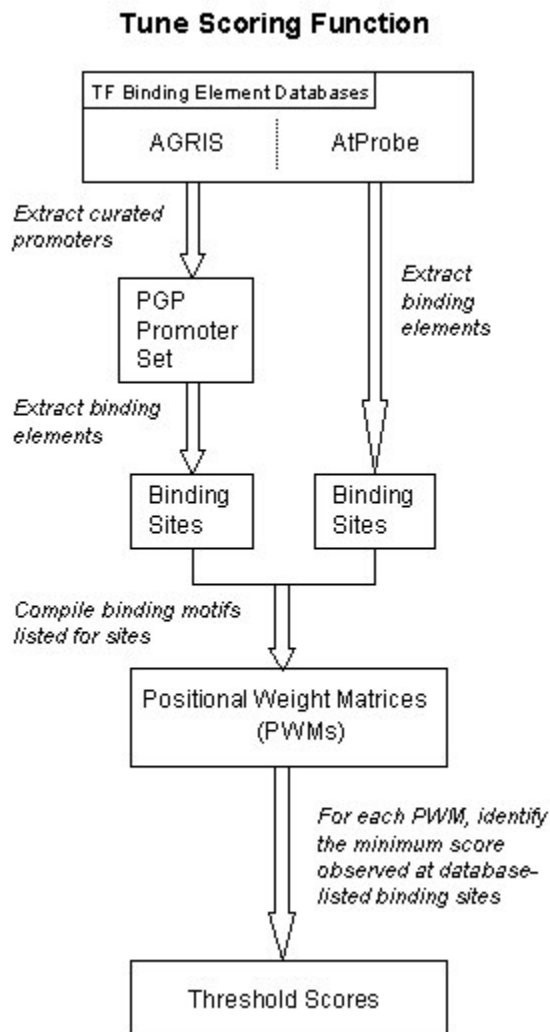 Tune Scoring Function
TF Binding Element Databases
AGRIS
AtProbe
Extract curated
promoters
Extract
binding
elements
PGP
Promoter
Set
Extract binding
elements
Binding
Sites
Binding
Sites
Compile binding motifs
listed for sites
Positional Weight Matrices
(PWMs)
For each PWM, identify
the minimum score
observed at database-
listed binding sites
Threshold Scores